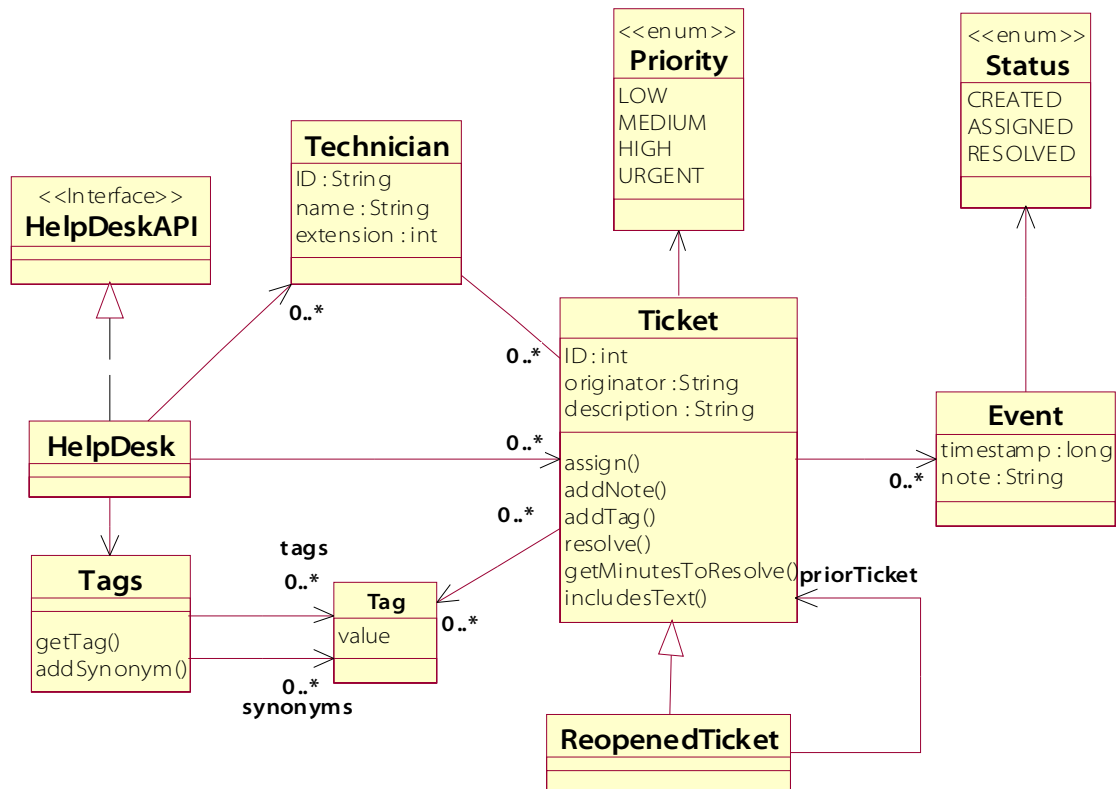 <<enum>>
Priority
LOW
MEDIUM
HIGH
URGENT
<<enum>>
Status
CREATED
ASSIGNED
RESOLVED
Technician
ID : String
name : String
extension : int
<<Interface>>
HelpDeskAPI
0..*
0..*
Ticket
ID : int
originator : String
description : String
assign()
addNote()
addTag()
resolve()
getMinutesToResolve()
includesText()
HelpDesk
0..*
Event
timestamp : long
note : String
0..*
0..*
0..*
Tags
getTag()
addSynonym()
tags
0..*
Tag
value
0..*
synonyms
priorTicket
ReopenedTicket